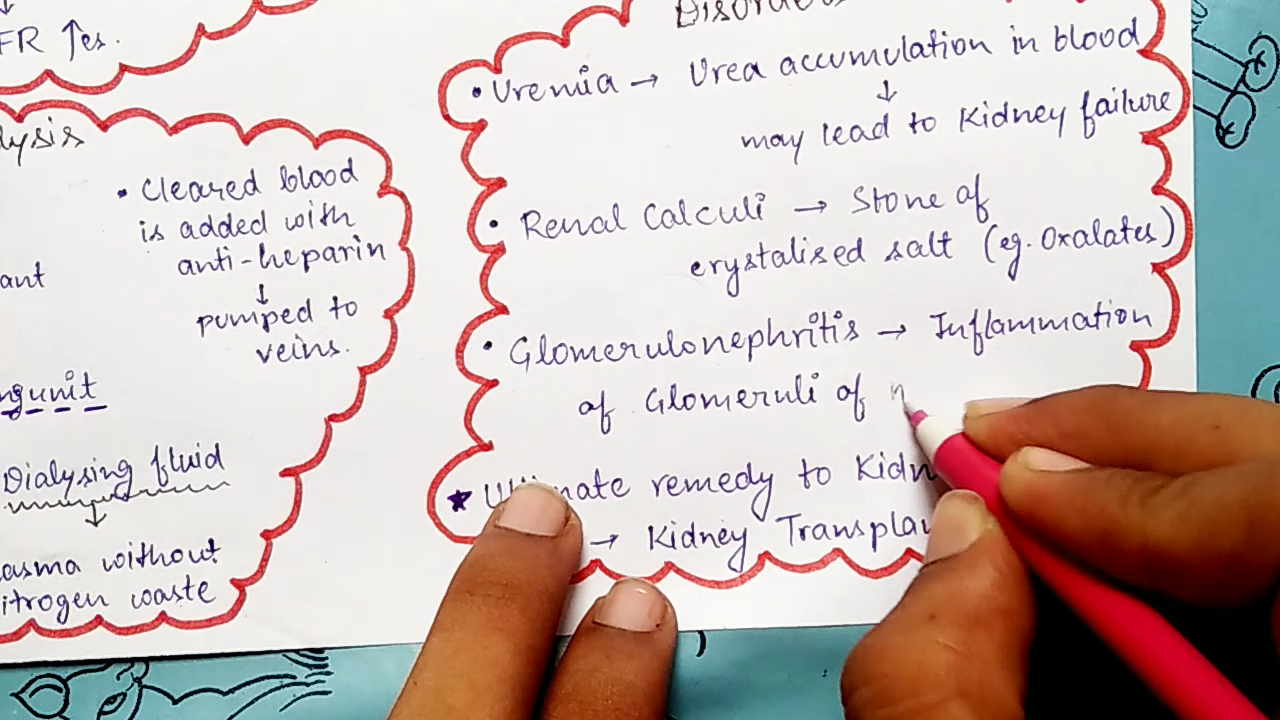 FR ↑es.
lysis
• Cleared blood
is added with
anti-heparin
↓
pumped to
veins.
ant
ngunit
Dialysing fluid
↓
asma without
itrogen waste
Disorde
• Uremia → Urea accumulation in blood
↓
may lead to Kidney failure
• Renal Calculi → Stone of
crystalised salt (eg. Oxalates)
• Glomerulonephritis → Inflammation
of Glomeruli of
★ remedy to Kidn
→ Kidney Transpla